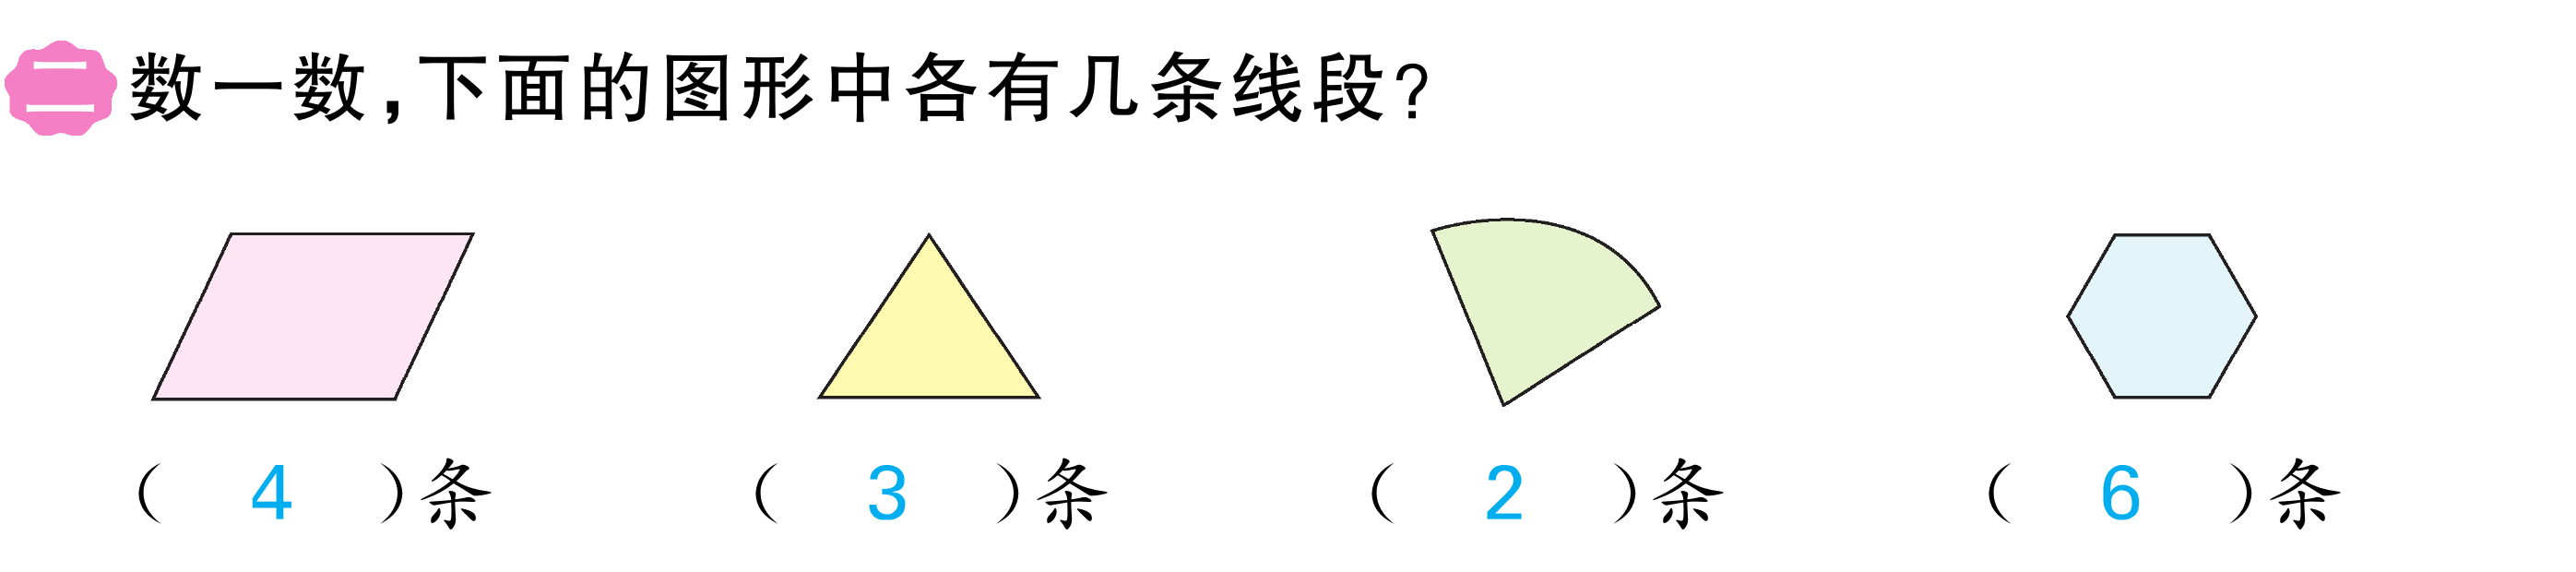 二 数一数,下面的图形中各有几条线段?
( 4 )条 ( 3 )条 ( 2 )条 ( 6 )条